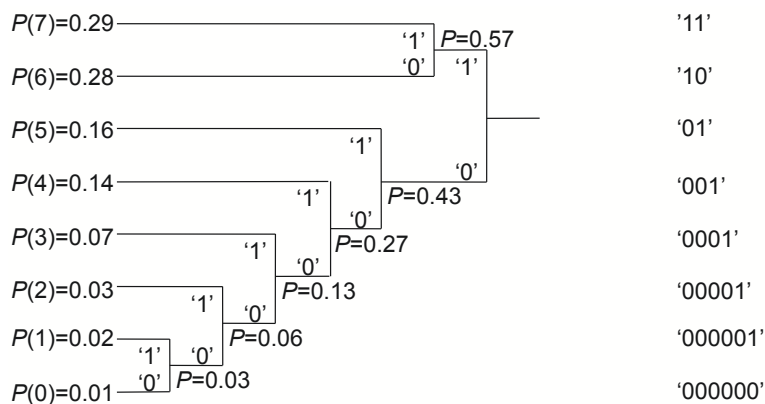 P(7)=0.29 '11'
‘1’ P=0.57
P(6)=0.28 ‘0’ ‘1’ '10’
P(5)=0.16 ‘01’
‘1’
P(4)=0.14 ‘0’ ‘001’
‘1’ P=0.43
‘0’
P(3)=0.07 ‘0001’
‘1’ P=0.27
‘0’
P(2)=0.03 P=0.13 ‘00001’
‘1’
‘0’
P(1)=0.02 P=0.06 ‘000001’
‘1’ ‘0’
‘0’ P=0.03
P(0)=0.01 ‘000000’